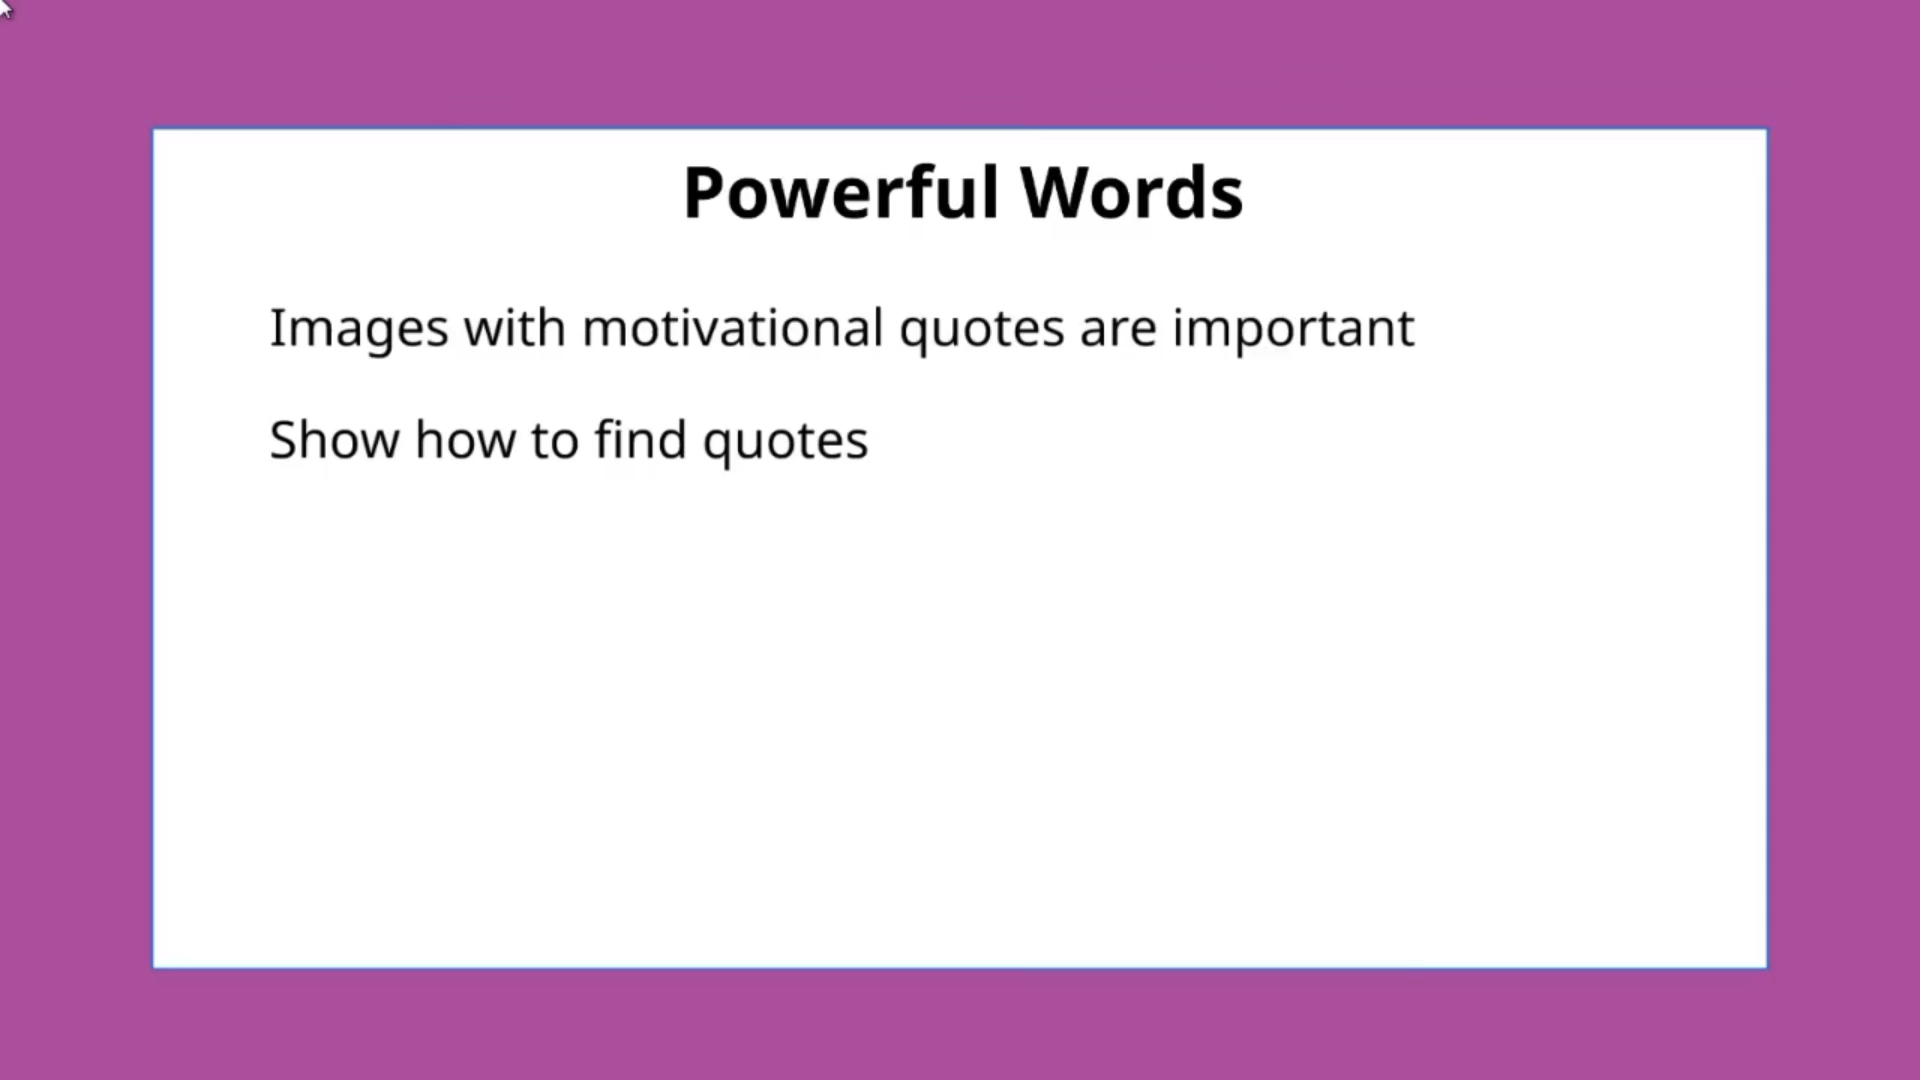 Powerful Words
Images with motivational quotes are important
Show how to find quotes